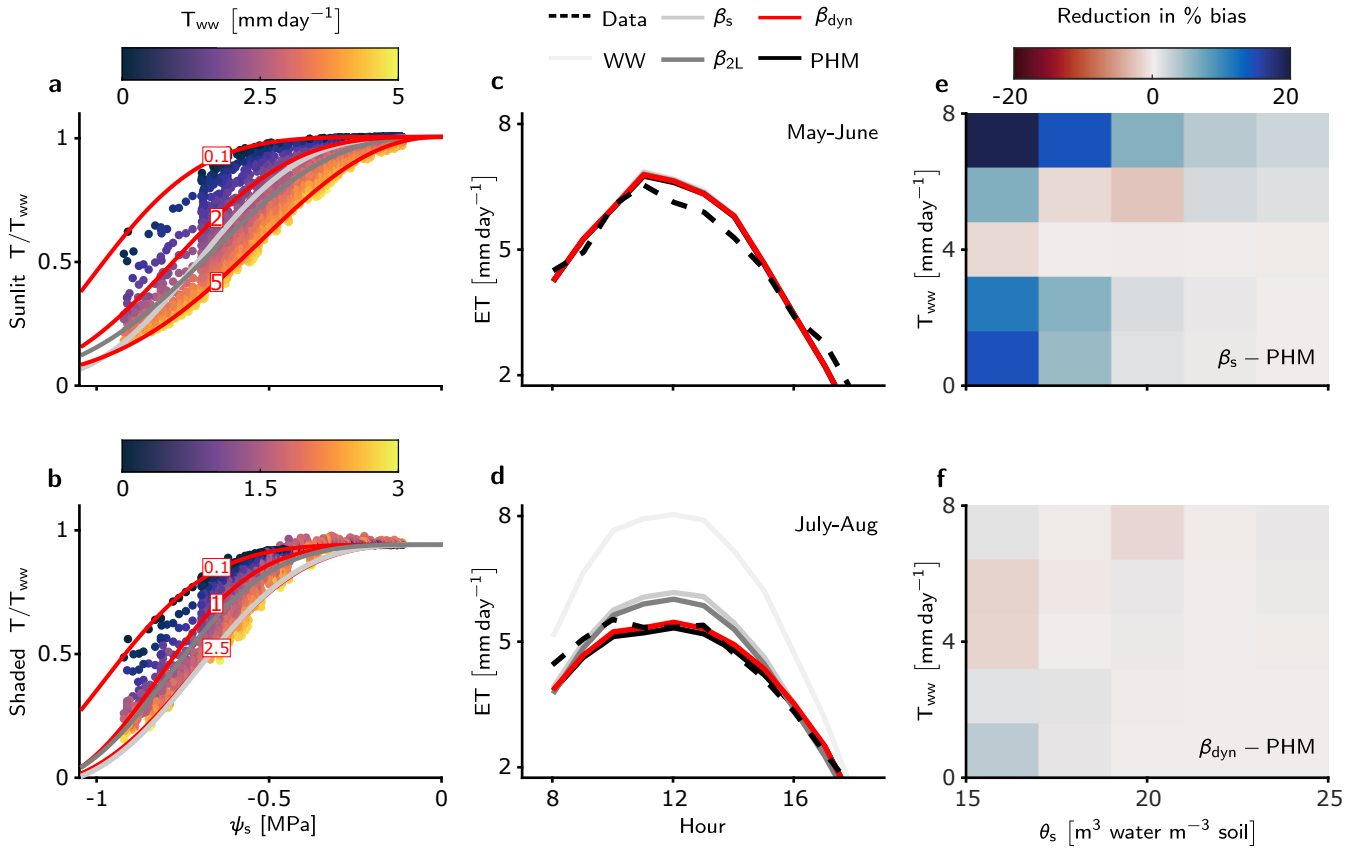 T_ww [mm day⁻¹]
0 2.5 5
a
Sunlit T/T_ww
1
0.5
0
0.1
2
5
0 1.5 3
b
Shaded T/T_ww
1
0.5
0
0.1
1
2.5
-1 -0.5 0
ψ_s [MPa]
Data β_s β_dyn
WW β_2L PHM
c
May-June
ET [mm day⁻¹]
8
5
2
d
July-Aug
ET [mm day⁻¹]
8
5
2
8 12 16
Hour
Reduction in % bias
-20 0 20
e
T_ww [mm day⁻¹]
8
4
0
β_s − PHM
f
T_ww [mm day⁻¹]
8
4
0
β_dyn − PHM
15 20 25
θ_s [m³ water m⁻³ soil]